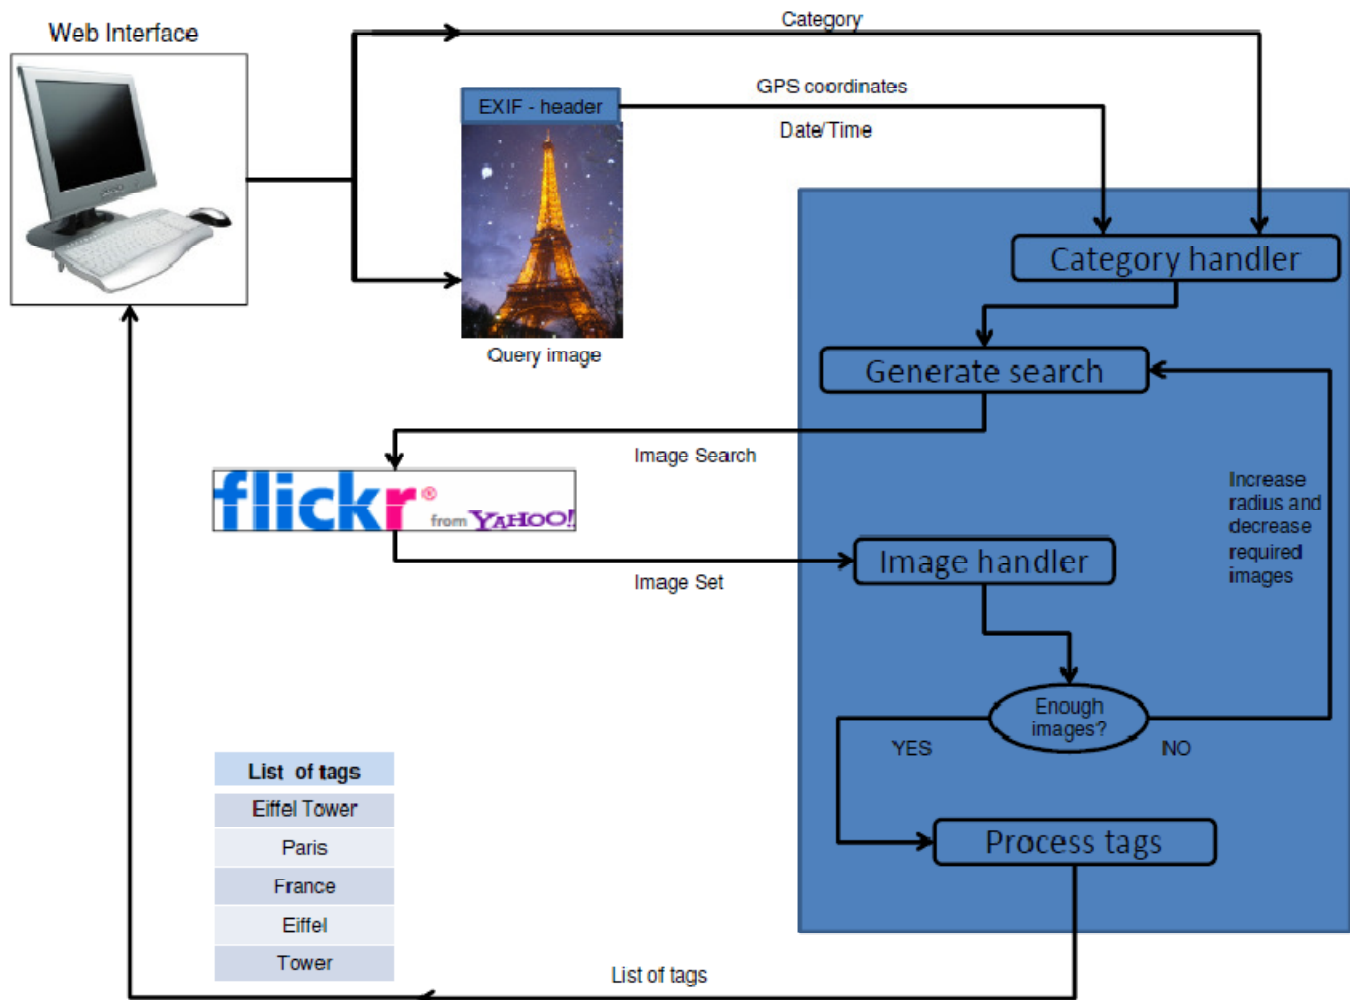 Category
Web Interface
GPS coordinates
EXIF - header
Date/Time
Category handler
Query image
Generate search
Image Search
flickr® from YAHOO!
Increase
radius and
decrease
required
images
Image handler
Image Set
Enough
images?
YES
NO
List of tags
Eiffel Tower
Paris
France
Eiffel
Tower
Process tags
List of tags